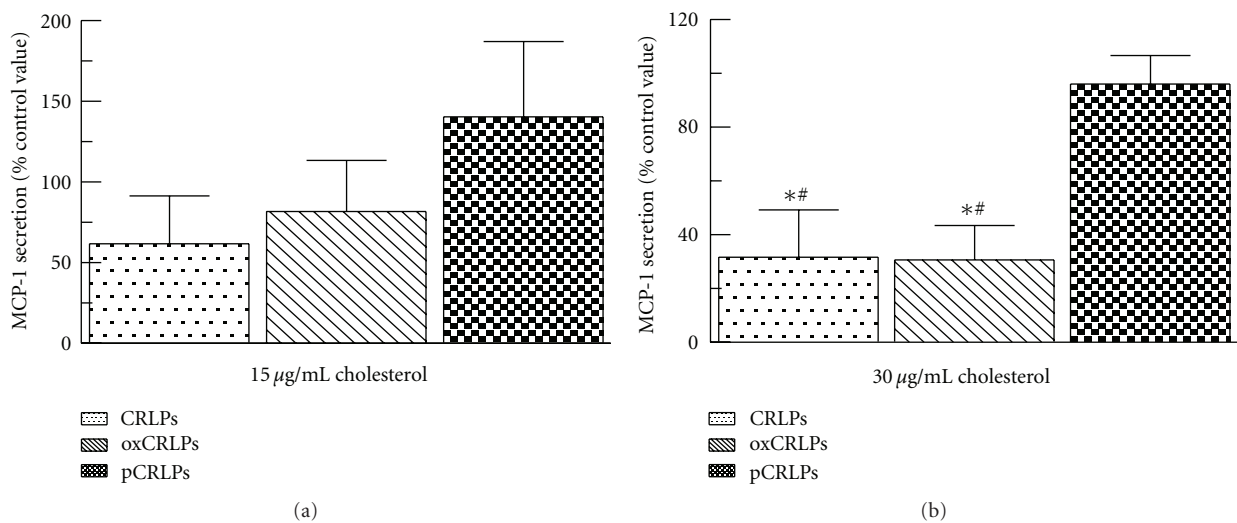 MCP-1 secretion (% control value)
200
150
100
50
0
15 μg/mL cholesterol
CRLPs
oxCRLPs
pCRLPs
(a)
MCP-1 secretion (% control value)
120
80
40
0
∗#
∗#
30 μg/mL cholesterol
CRLPs
oxCRLPs
pCRLPs
(b)